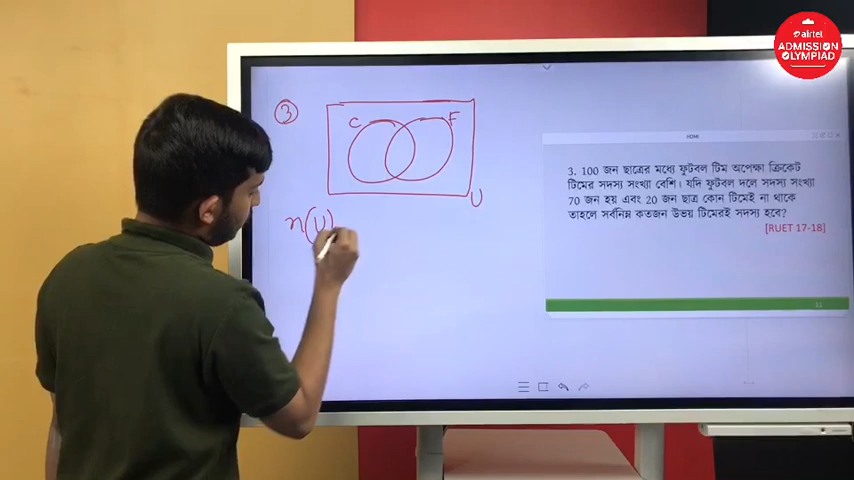 airtel
ADMISSION
OLYMPIAD
3
C F
U
n(U)
HDMI
3. 100 জন ছাত্রের মধ্যে ফুটবল টিম অপেক্ষা ক্রিকেট
টিমের সদস্য সংখ্যা বেশি। যদি ফুটবল দলে সদস্য সংখ্যা
70 জন হয় এবং 20 জন ছাত্র কোন টিমেই না থাকে
তাহলে সর্বনিম্ন কতজন উভয় টিমেরই সদস্য হবে?
[RUET 17-18]
11